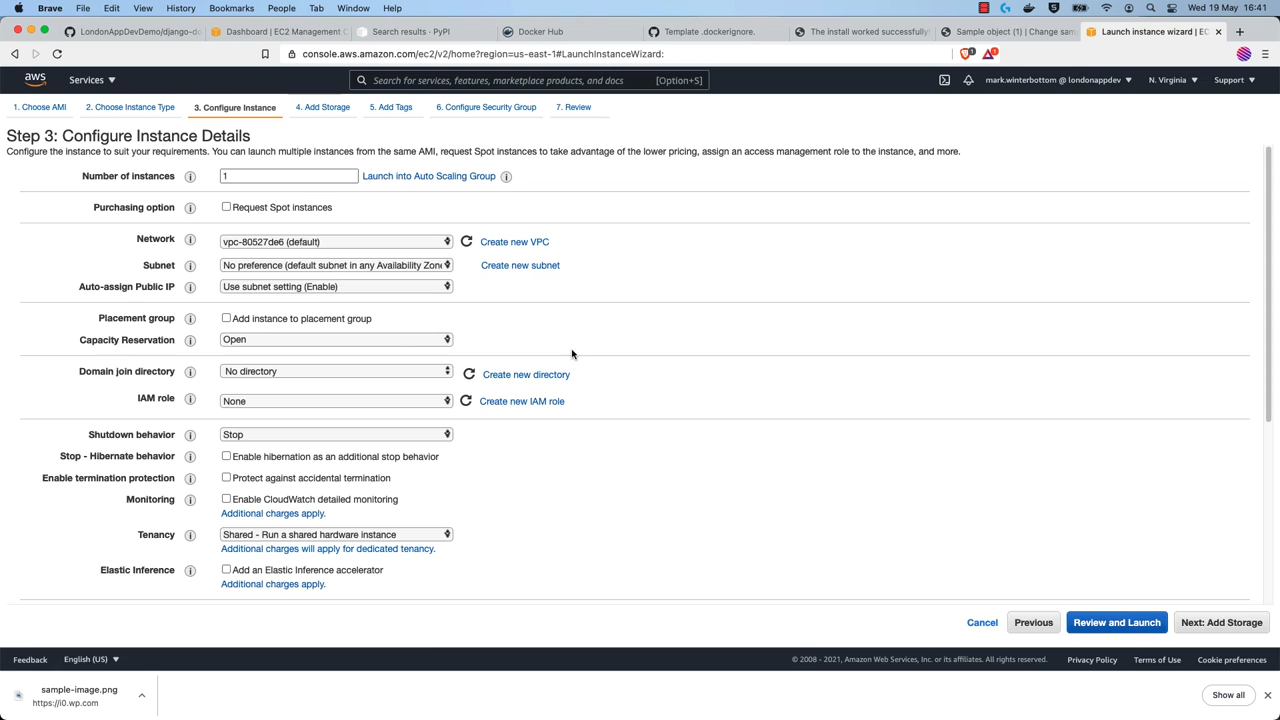 Brave File Edit View History Bookmarks People Tab Window Help Wed 19 May 16:41
LondonAppDevDemo/django-do Dashboard | EC2 Management C Search results · PyPI Docker Hub Template .dockerignore. The install worked successfully! Sample object (1) | Change sam Launch instance wizard | EC
console.aws.amazon.com/ec2/v2/home?region=us-east-1#LaunchInstanceWizard:
aws Services Search for services, features, marketplace products, and docs [Option+S] mark.winterbottom @ londonappdev N. Virginia Support
1. Choose AMI 2. Choose Instance Type 3. Configure Instance 4. Add Storage 5. Add Tags 6. Configure Security Group 7. Review
Step 3: Configure Instance Details
Configure the instance to suit your requirements. You can launch multiple instances from the same AMI, request Spot instances to take advantage of the lower pricing, assign an access management role to the instance, and more.
Number of instances 1 Launch into Auto Scaling Group
Purchasing option Request Spot instances
Network vpc-80527de6 (default) Create new VPC
Subnet No preference (default subnet in any Availability Zone Create new subnet
Auto-assign Public IP Use subnet setting (Enable)
Placement group Add instance to placement group
Capacity Reservation Open
Domain join directory No directory Create new directory
IAM role None Create new IAM role
Shutdown behavior Stop
Stop - Hibernate behavior Enable hibernation as an additional stop behavior
Enable termination protection Protect against accidental termination
Monitoring Enable CloudWatch detailed monitoring
Additional charges apply.
Tenancy Shared - Run a shared hardware instance
Additional charges will apply for dedicated tenancy.
Elastic Inference Add an Elastic Inference accelerator
Additional charges apply.
Cancel Previous Review and Launch Next: Add Storage
Feedback English (US) © 2008 - 2021, Amazon Web Services, Inc. or its affiliates. All rights reserved. Privacy Policy Terms of Use Cookie preferences
sample-image.png
https://i0.wp.com
Show all